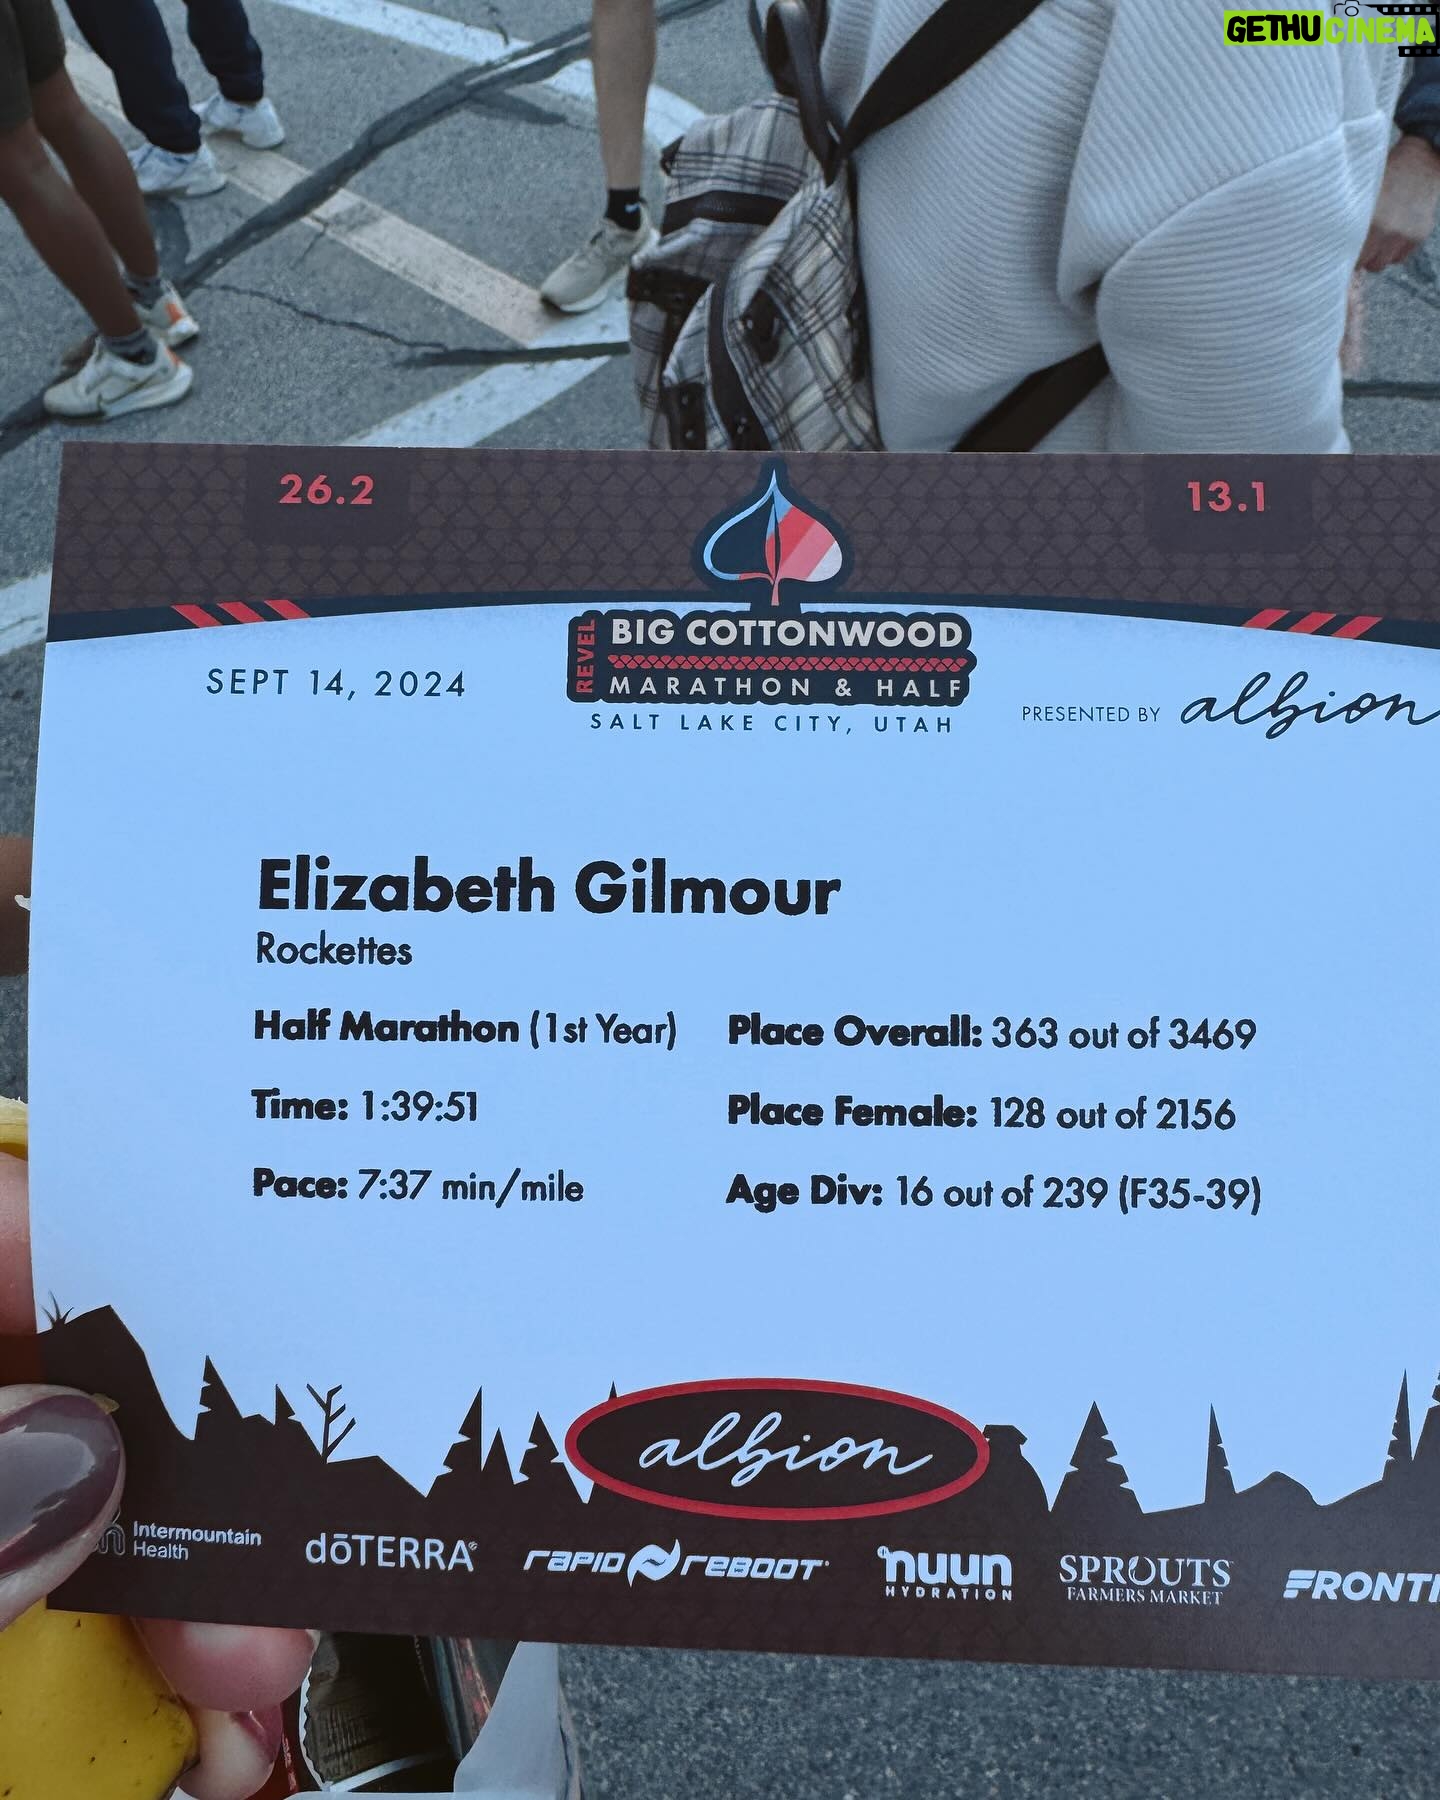 GETHUCINEMA
26.2
13.1
REVEL
BIG COTTONWOOD
MARATHON & HALF
SALT LAKE CITY, UTAH
SEPT 14, 2024
PRESENTED BY albion
Elizabeth Gilmour
Rockettes
Half Marathon (1st Year)
Place Overall: 363 out of 3469
Time: 1:39:51
Place Female: 128 out of 2156
Pace: 7:37 min/mile
Age Div: 16 out of 239 (F35-39)
albion
Intermountain
Health
dōTERRA®
RAPID REBOOT
nuun
HYDRATION
SPROUTS
FARMERS MARKET
FRONTI